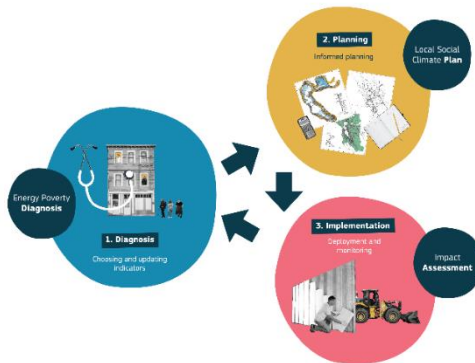 2. Planning
Informed planning
Local Social
Climate Plan
Energy Poverty
Diagnosis
1. Diagnosis
Choosing and updating
indicators
3. Implementation
Deployment and
monitoring
Impact
Assessment